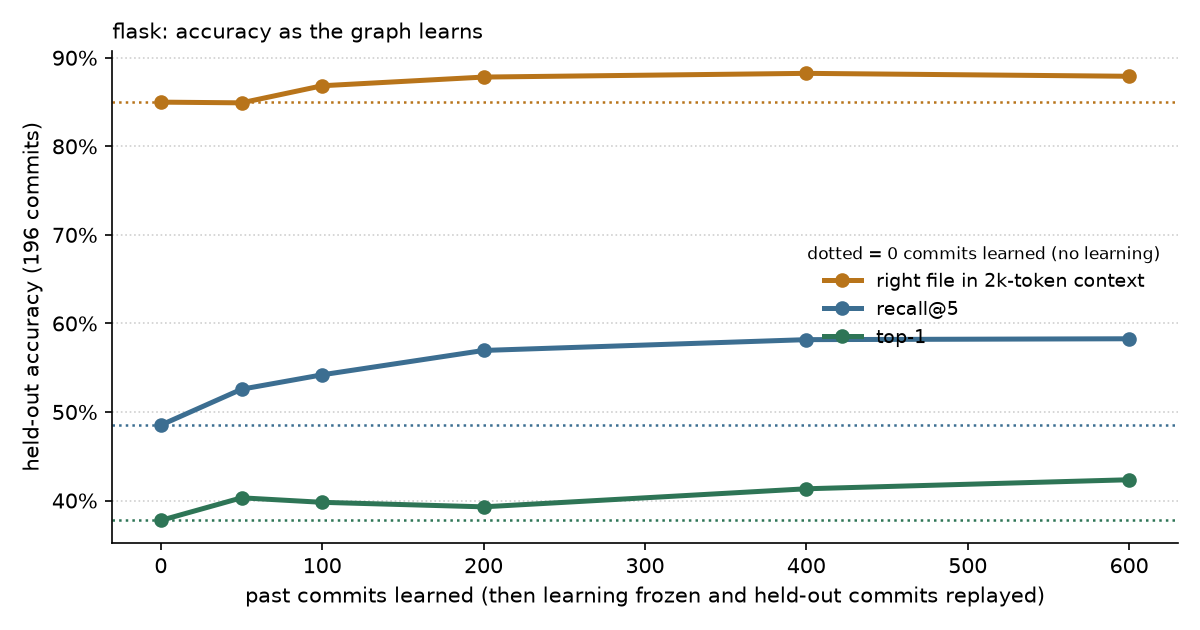 flask: accuracy as the graph learns
90%
80%
70%
60%
50%
40%
held-out accuracy (196 commits)
dotted = 0 commits learned (no learning)
right file in 2k-token context
recall@5
top-1
0 100 200 300 400 500 600
past commits learned (then learning frozen and held-out commits replayed)